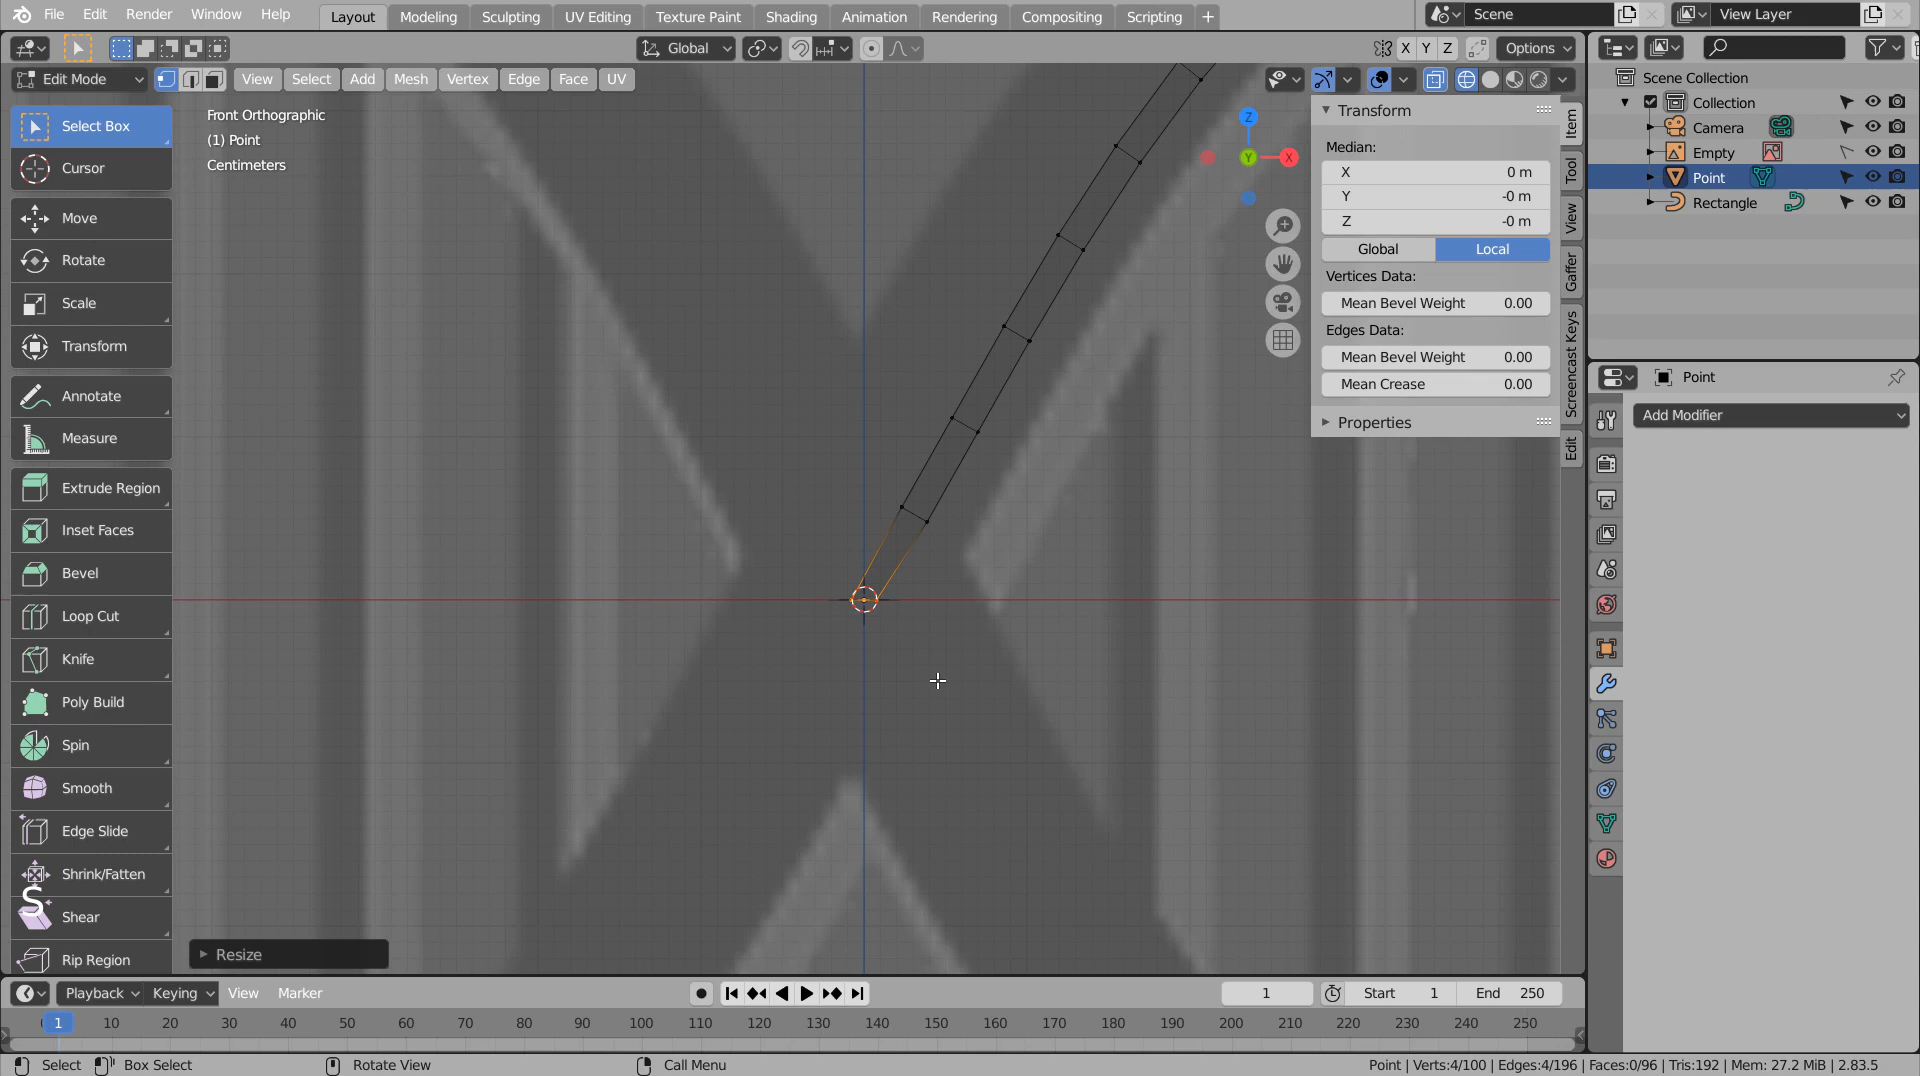 File Edit Render Window Help Layout Modeling Sculpting UV Editing Texture Paint Shading Animation Rendering Compositing Scripting + Scene View Layer
Global X Y Z Options
Edit Mode View Select Add Mesh Vertex Edge Face UV
Select Box
Cursor
Move
Rotate
Scale
Transform
Annotate
Measure
Extrude Region
Inset Faces
Bevel
Loop Cut
Knife
Poly Build
Spin
Smooth
Edge Slide
Shrink/Fatten
S
Shear
Rip Region
Front Orthographic
(1) Point
Centimeters
Z
Y
X
Resize
Transform
Median:
X 0 m
Y -0 m
Z -0 m
Global Local
Vertices Data:
Mean Bevel Weight 0.00
Edges Data:
Mean Bevel Weight 0.00
Mean Crease 0.00
Properties
Item
Tool
View
Gaffer
Screencast Keys
Edit
Scene Collection
Collection
Camera
Empty
Point
Rectangle
Point
Add Modifier
Playback Keying View Marker 1 Start 1 End 250
1 10 20 30 40 50 60 70 80 90 100 110 120 130 140 150 160 170 180 190 200 210 220 230 240 250
Select Box Select Rotate View Call Menu Point | Verts:4/100 | Edges:4/196 | Faces:0/96 | Tris:192 | Mem: 27.2 MiB | 2.83.5